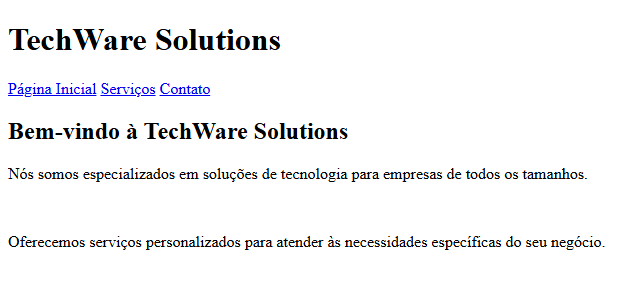 TechWare Solutions
Página Inicial Serviços Contato
Bem-vindo à TechWare Solutions
Nós somos especializados em soluções de tecnologia para empresas de todos os tamanhos.
Oferecemos serviços personalizados para atender às necessidades específicas do seu negócio.